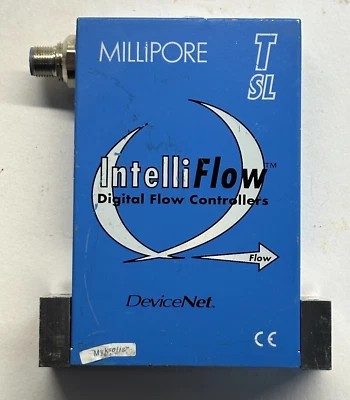 MILLIPORE
T
SL
IntelliFlow™
Digital Flow Controllers
Flow
DeviceNet.
CE